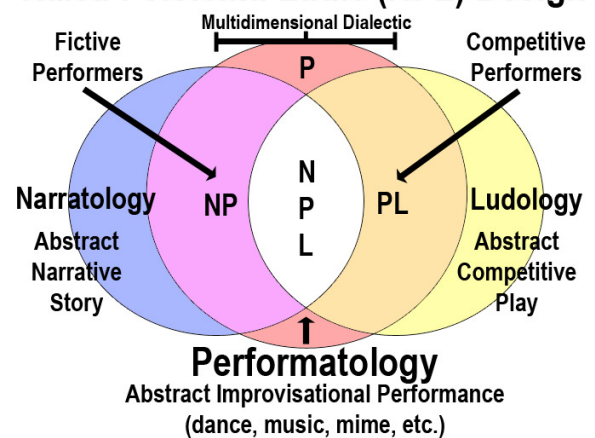 Multidimensional Dialectic
Fictive
Performers
Competitive
Performers
P
Narratology
NP
N
P
L
PL
Ludology
Abstract
Narrative
Story
Abstract
Competitive
Play
Performatology
Abstract Improvisational Performance
(dance, music, mime, etc.)